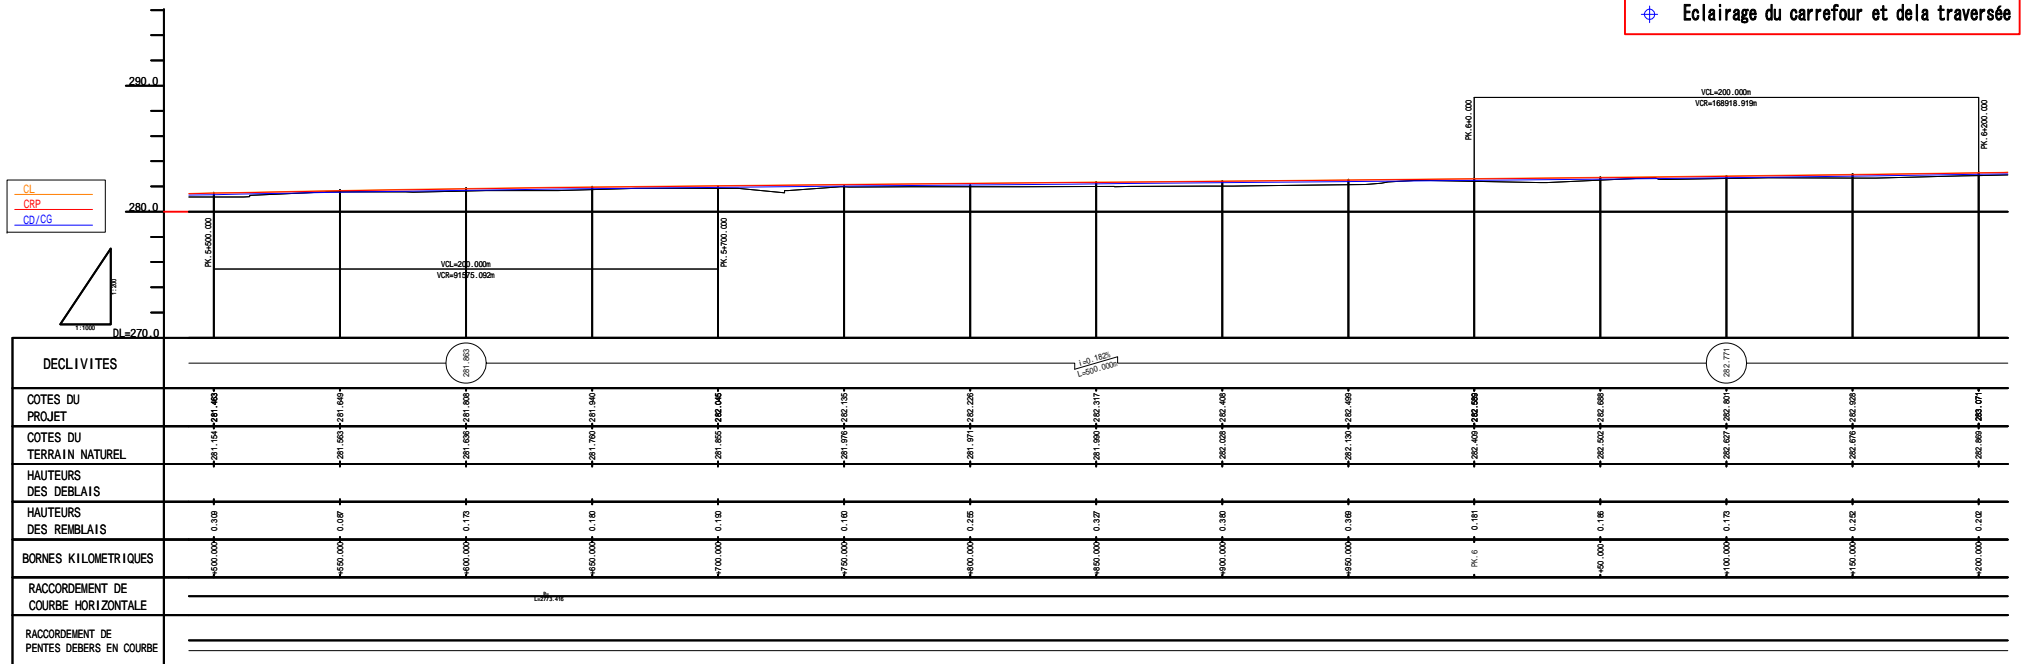 Eclairage du carrefour et dela traversée
290.0
VCL=200.000m
VCR=168918.919m
PK.6+0.000
PK.6+200.000
CL
CRP
CD/CG
280.0
PK.5+500.000
PK.5+700.000
VCL=200.000m
VCR=91575.092m
1:200
1:1000
DL=270.0
DECLIVITES
281.863
i=0.182%
L=500.000m
282.771
COTES DU
PROJET
281.463 281.649 281.808 281.940 282.045 282.135 282.226 282.317 282.408 282.499 282.589 282.688 282.801 282.928 283.071
COTES DU
TERRAIN NATUREL
281.154 281.563 281.636 281.760 281.855 281.976 281.971 281.990 282.028 282.130 282.409 282.502 282.627 282.676 282.869
HAUTEURS
DES DEBLAIS
HAUTEURS
DES REMBLAIS
0.309 0.087 0.173 0.180 0.190 0.160 0.255 0.327 0.380 0.369 0.181 0.186 0.173 0.252 0.202
BORNES KILOMETRIQUES
+500.000 +550.000 +600.000 +650.000 +700.000 +750.000 +800.000 +850.000 +900.000 +950.000 PK.6 +50.000 +100.000 +150.000 +200.000
RACCORDEMENT DE
COURBE HORIZONTALE
L=2773.416
RACCORDEMENT DE
PENTES DEBERS EN COURBE